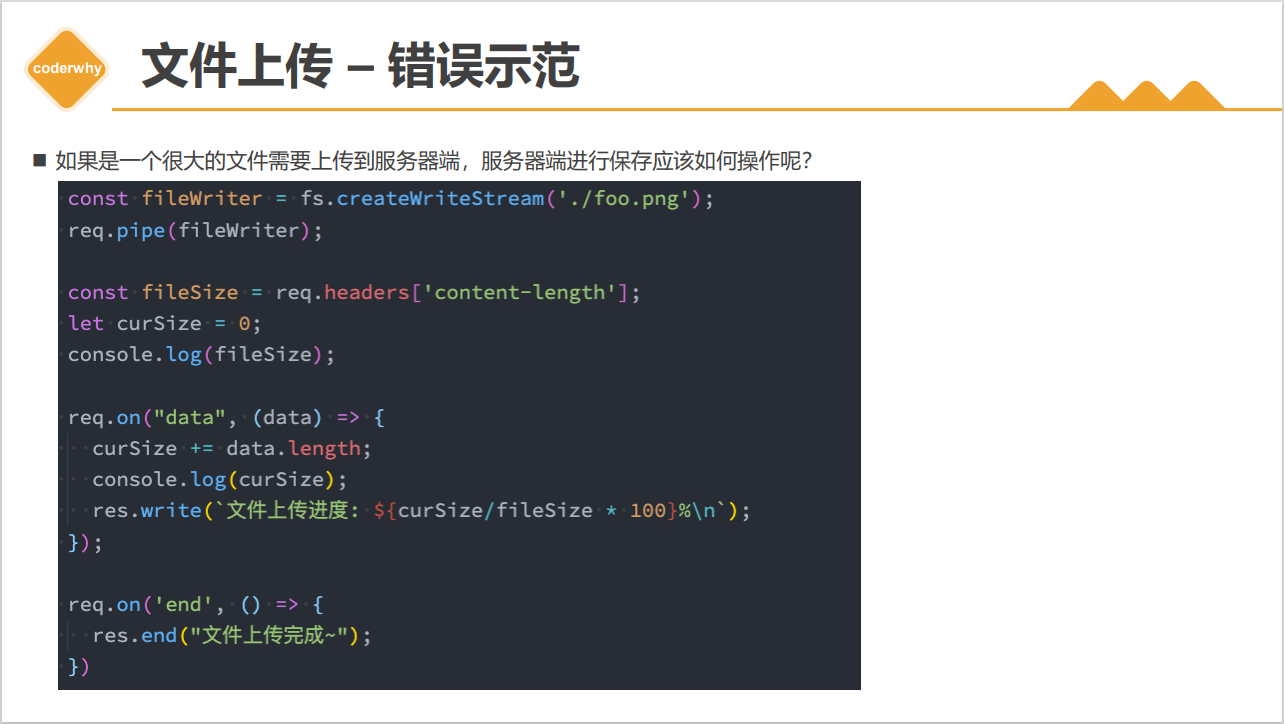 coderwhy
文件上传 – 错误示范
如果是一个很大的文件需要上传到服务器端，服务器端进行保存应该如何操作呢？
const fileWriter = fs.createWriteStream('./foo.png');
req.pipe(fileWriter);
const fileSize = req.headers['content-length'];
let curSize = 0;
console.log(fileSize);
req.on("data", (data) => {
  curSize += data.length;
  console.log(curSize);
  res.write(`文件上传进度: ${curSize/fileSize * 100}%\n`);
});
req.on('end', () => {
  res.end("文件上传完成~");
})